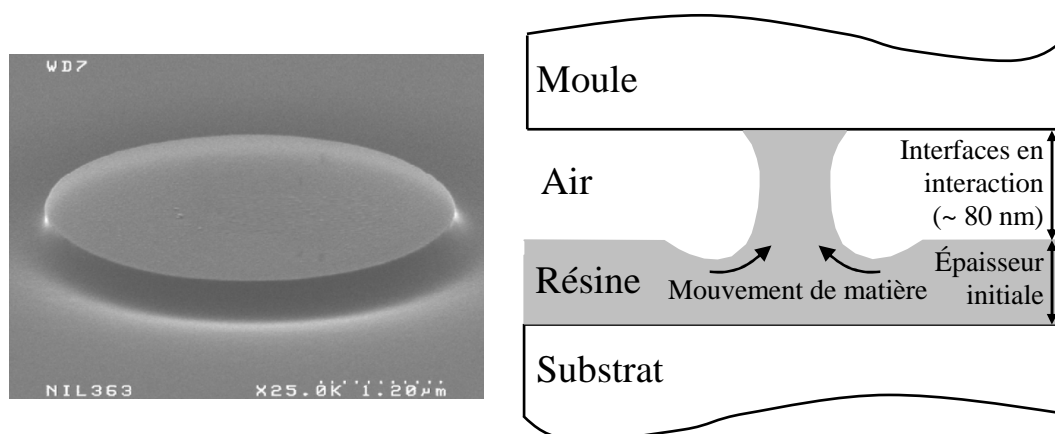 WD7
NIL363 X25.0K 1.20µm
Moule
Air
Interfaces en
interaction
(~ 80 nm)
Résine
Mouvement de matière
Épaisseur
initiale
Substrat